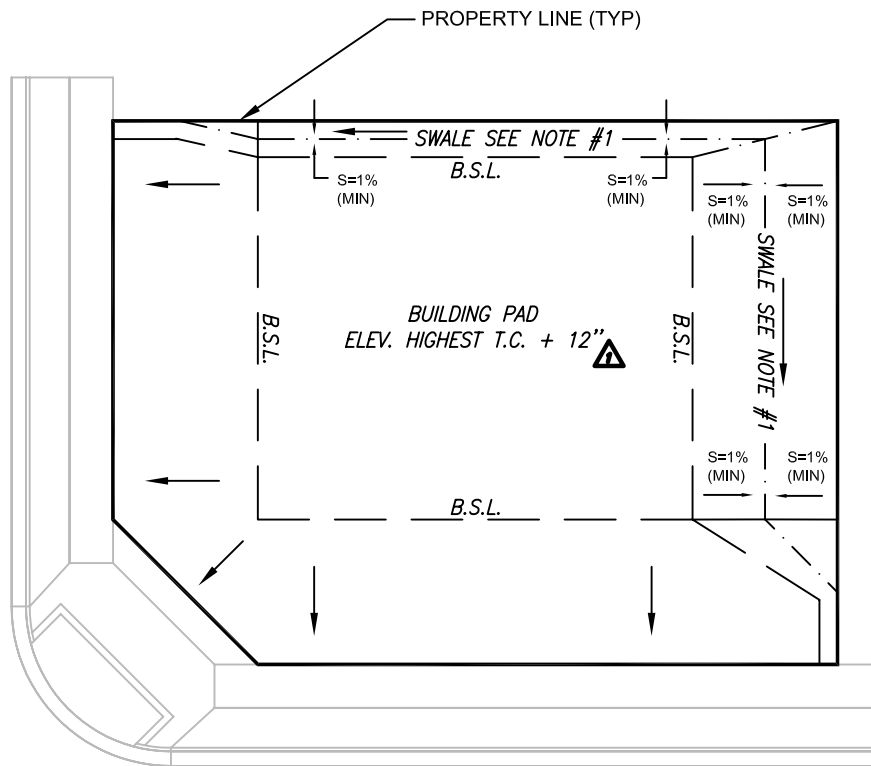 PROPERTY LINE (TYP)
SWALE SEE NOTE #1
B.S.L.
S=1%
(MIN)
S=1%
(MIN)
S=1%
(MIN)
S=1%
(MIN)
SWALE SEE NOTE #1
BUILDING PAD
ELEV. HIGHEST T.C. + 12"
1
B.S.L.
B.S.L.
S=1%
(MIN)
S=1%
(MIN)
B.S.L.